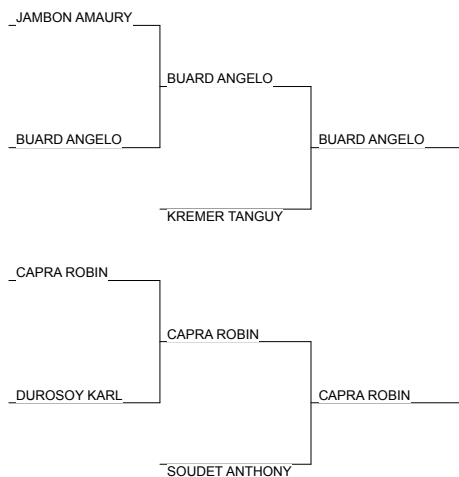 JAMBON AMAURY
BUARD ANGELO
BUARD ANGELO
BUARD ANGELO
KREMER TANGUY
CAPRA ROBIN
CAPRA ROBIN
DUROSOY KARL
CAPRA ROBIN
SOUDET ANTHONY